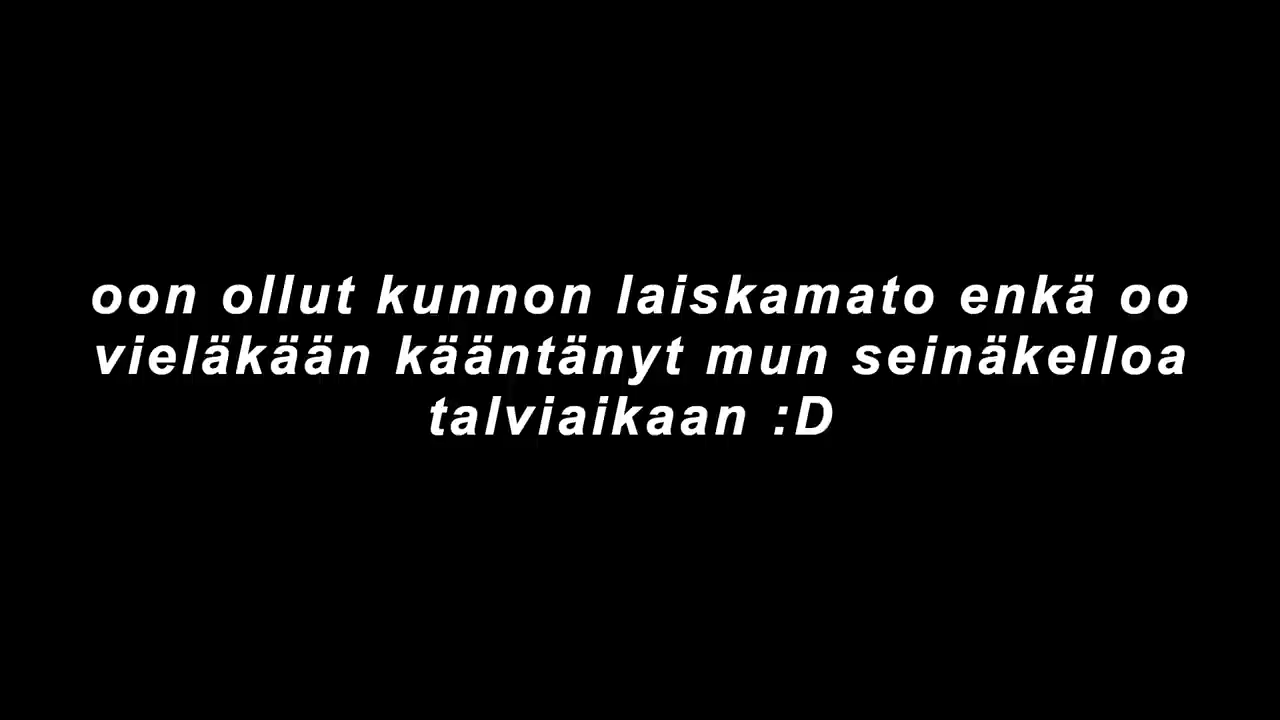 oon ollut kunnon laiskamato enkä oo
vieläkään kääntänyt mun seinäkelloa
talviaikaan :D